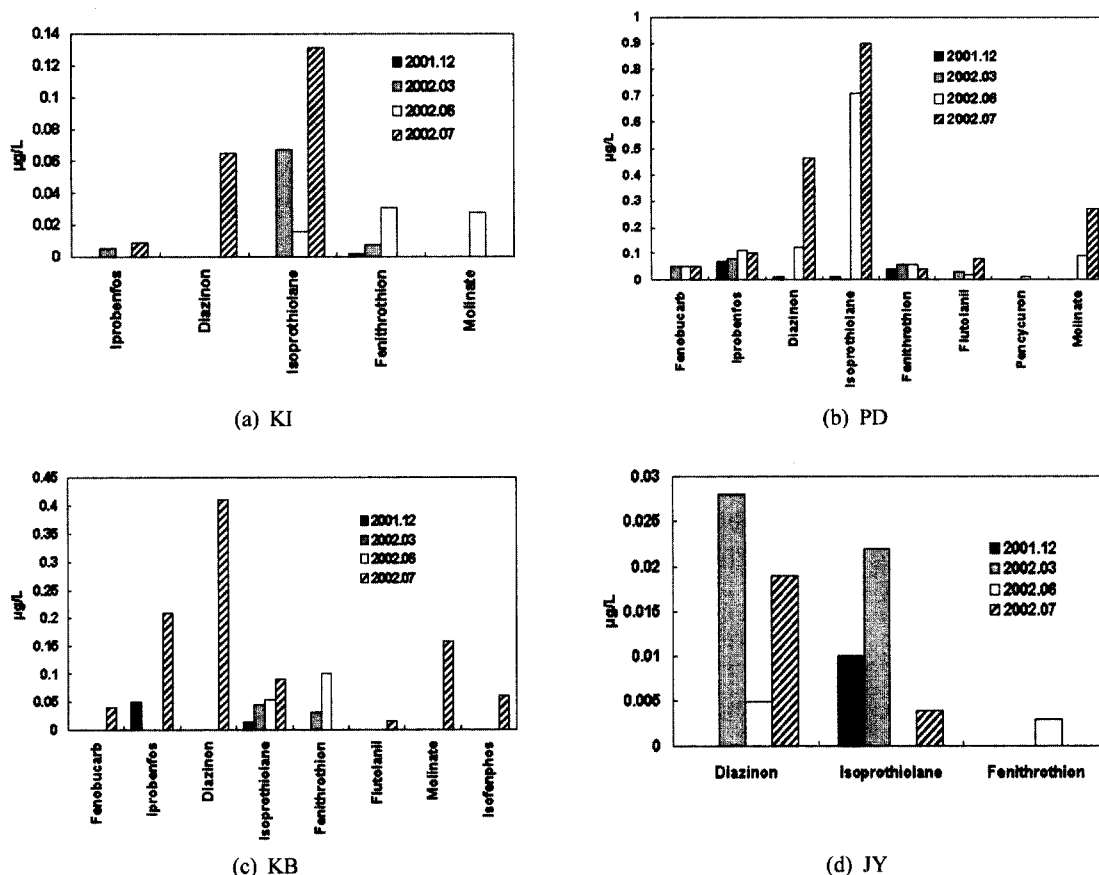 0.14
0.12
0.1
0.08
0.06
0.04
0.02
0
µg/L
2001.12
2002.03
2002.06
2002.07
Iprobenfos
Diazinon
Isoprothiolane
Fenithrothion
Molinate
(a) KI
1
0.9
0.8
0.7
0.6
0.5
0.4
0.3
0.2
0.1
0
µg/L
2001.12
2002.03
2002.06
2002.07
Fenobucarb
Iprobenfos
Diazinon
Isoprothiolane
Fenithrothion
Flutolanil
Pencycuron
Molinate
(b) PD
0.45
0.4
0.35
0.3
0.25
0.2
0.15
0.1
0.05
0
µg/L
2001.12
2002.03
2002.06
2002.07
Fenobucarb
Iprobenfos
Diazinon
Isoprothiolane
Fenithrothion
Flutolanil
Molinate
Isofenphos
(c) KB
0.03
0.025
0.02
0.015
0.01
0.005
0
µg/L
2001.12
2002.03
2002.06
2002.07
Diazinon
Isoprothiolane
Fenithrothion
(d) JY